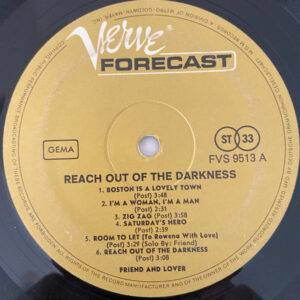 Verve
FORECAST
GEMA
ST 33
FVS 9513 A
REACH OUT OF THE DARKNESS
1. BOSTON IS A LOVELY TOWN
(Post) 3:48
2. I'M A WOMAN, I'M A MAN
(Post) 2:31
3. ZIG ZAG (Post) 3:58
4. SATURDAY'S HERO
(Post) 2:39
5. ROOM TO LET (To Rowena With Love)
(Post) 3:29 (Solo By: Friend)
6. REACH OUT OF THE DARKNESS
(Post) 3:08
FRIEND AND LOVER